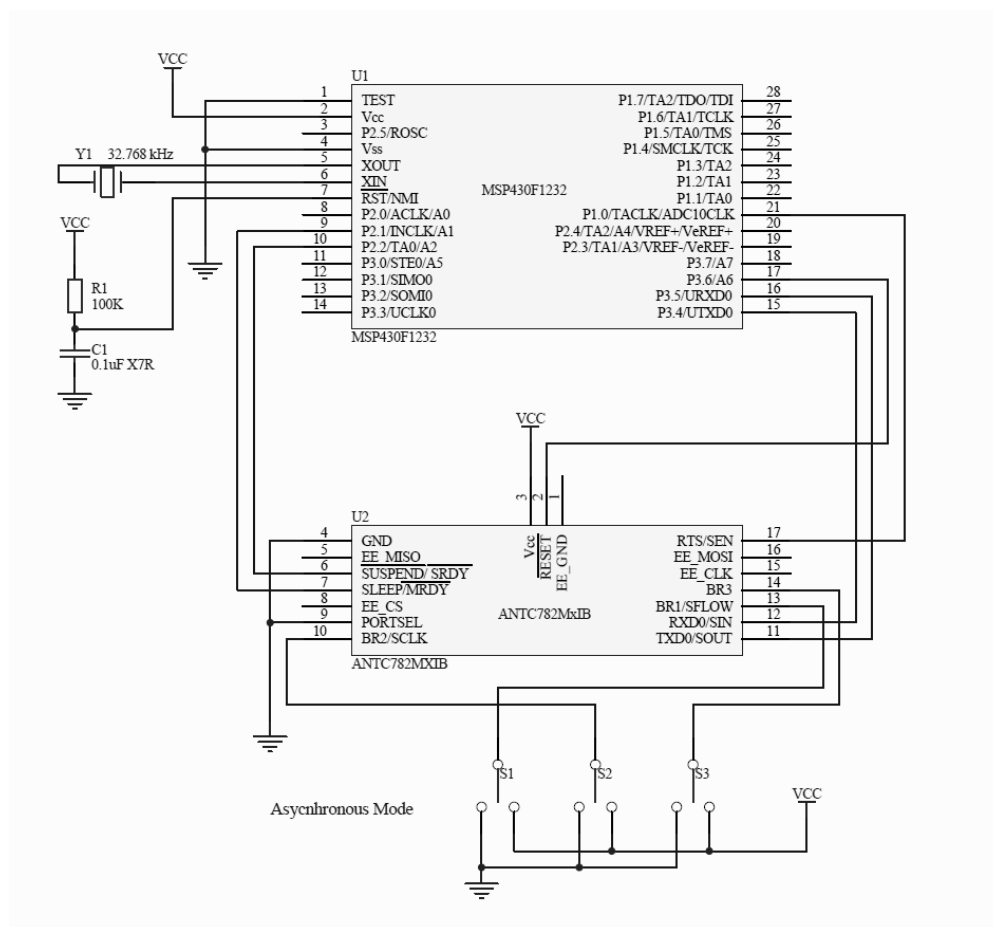 VCC
U1
1 TEST P1.7/TA2/TDO/TDI 28
2 Vcc P1.6/TA1/TCLK 27
3 P2.5/ROSC P1.5/TA0/TMS 26
4 Vss P1.4/SMCLK/TCK 25
Y1 32.768 kHz
5 XOUT P1.3/TA2 24
6 XIN P1.2/TA1 23
MSP430F1232
7 RST/NMI P1.1/TA0 22
8 P2.0/ACLK/A0 P1.0/TACLK/ADC10CLK 21
VCC
9 P2.1/INCLK/A1 P2.4/TA2/A4/VREF+/VeREF+ 20
10 P2.2/TA0/A2 P2.3/TA1/A3/VREF-/VeREF- 19
11 P3.0/STE0/A5 P3.7/A7 18
12 P3.1/SIMO0 P3.6/A6 17
R1
100K
13 P3.2/SOMI0 P3.5/URXD0 16
14 P3.3/UCLK0 P3.4/UTXD0 15
MSP430F1232
C1
0.1uF X7R
VCC
3 2 1
Vcc
RESET
EE_GND
U2
4 GND RTS/SEN 17
5 EE_MISO EE_MOSI 16
6 SUSPEND/SRDY EE_CLK 15
7 SLEEP/MRDY BR3 14
8 EE_CS BR1/SFLOW 13
ANTC782MxIB
9 PORTSEL RXD0/SIN 12
10 BR2/SCLK TXD0/SOUT 11
ANTC782MXIB
S1 S2 S3
VCC
Asycnhronous Mode